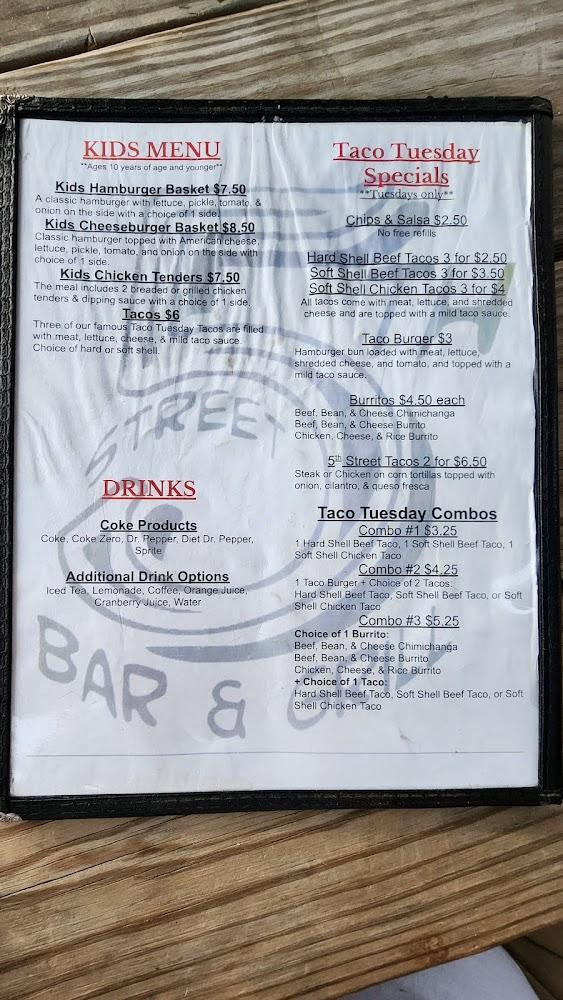 KIDS MENU
**Ages 10 years of age and younger**
Kids Hamburger Basket $7.50
A classic hamburger with lettuce, pickle, tomato, &
onion on the side with a choice of 1 side.
Kids Cheeseburger Basket $8.50
Classic hamburger topped with American cheese,
lettuce, pickle, tomato, and onion on the side with
choice of 1 side.
Kids Chicken Tenders $7.50
The meal includes 2 breaded or grilled chicken
tenders & dipping sauce with a choice of 1 side.
Tacos $6
Three of our famous Taco Tuesday Tacos are filled
with meat, lettuce, cheese, & mild taco sauce.
Choice of hard or soft shell.
DRINKS
Coke Products
Coke, Coke Zero, Dr. Pepper, Diet Dr. Pepper,
Sprite
Additional Drink Options
Iced Tea, Lemonade, Coffee, Orange Juice,
Cranberry Juice, Water
Taco Tuesday
Specials
**Tuesdays only**
Chips & Salsa $2.50
No free refills
Hard Shell Beef Tacos 3 for $2.50
Soft Shell Beef Tacos 3 for $3.50
Soft Shell Chicken Tacos 3 for $4
All tacos come with meat, lettuce, and shredded
cheese and are topped with a mild taco sauce.
Taco Burger $3
Hamburger bun loaded with meat, lettuce,
shredded cheese, and tomato, and topped with a
mild taco sauce.
Burritos $4.50 each
Beef, Bean, & Cheese Chimichanga
Beef, Bean, & Cheese Burrito
Chicken, Cheese, & Rice Burrito
5th Street Tacos 2 for $6.50
Steak or Chicken on corn tortillas topped with
onion, cilantro, & queso fresca
Taco Tuesday Combos
Combo #1 $3.25
1 Hard Shell Beef Taco, 1 Soft Shell Beef Taco, 1
Soft Shell Chicken Taco
Combo #2 $4.25
1 Taco Burger + Choice of 2 Tacos:
Hard Shell Beef Taco, Soft Shell Beef Taco, or Soft
Shell Chicken Taco
Combo #3 $5.25
Choice of 1 Burrito:
Beef, Bean, & Cheese Chimichanga
Beef, Bean, & Cheese Burrito
Chicken, Cheese, & Rice Burrito
+ Choice of 1 Taco:
Hard Shell Beef Taco, Soft Shell Beef Taco, or Soft
Shell Chicken Taco
STREET
BAR &